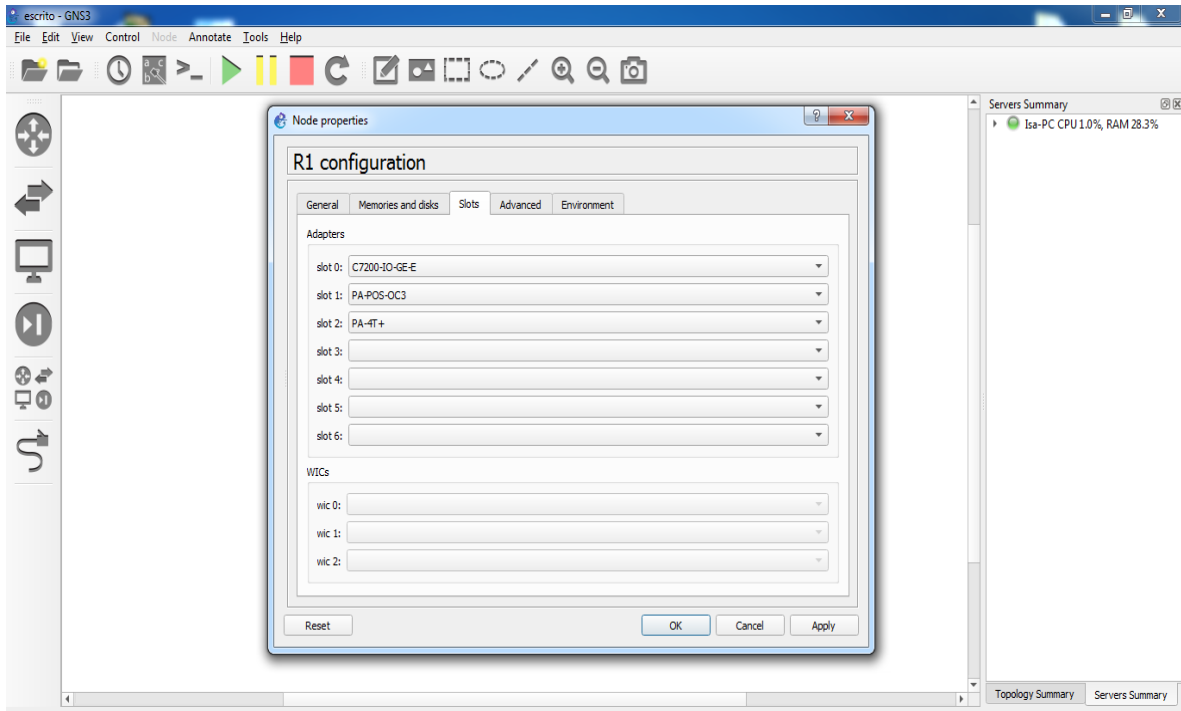 escrito - GNS3
File Edit View Control Node Annotate Tools Help
Node properties
R1 configuration
General Memories and disks Slots Advanced Environment
Adapters
slot 0: C7200-IO-GE-E
slot 1: PA-POS-OC3
slot 2: PA-4T+
slot 3:
slot 4:
slot 5:
slot 6:
WICs
wic 0:
wic 1:
wic 2:
Reset OK Cancel Apply
Servers Summary
Isa-PC CPU 1.0%, RAM 28.3%
Topology Summary Servers Summary